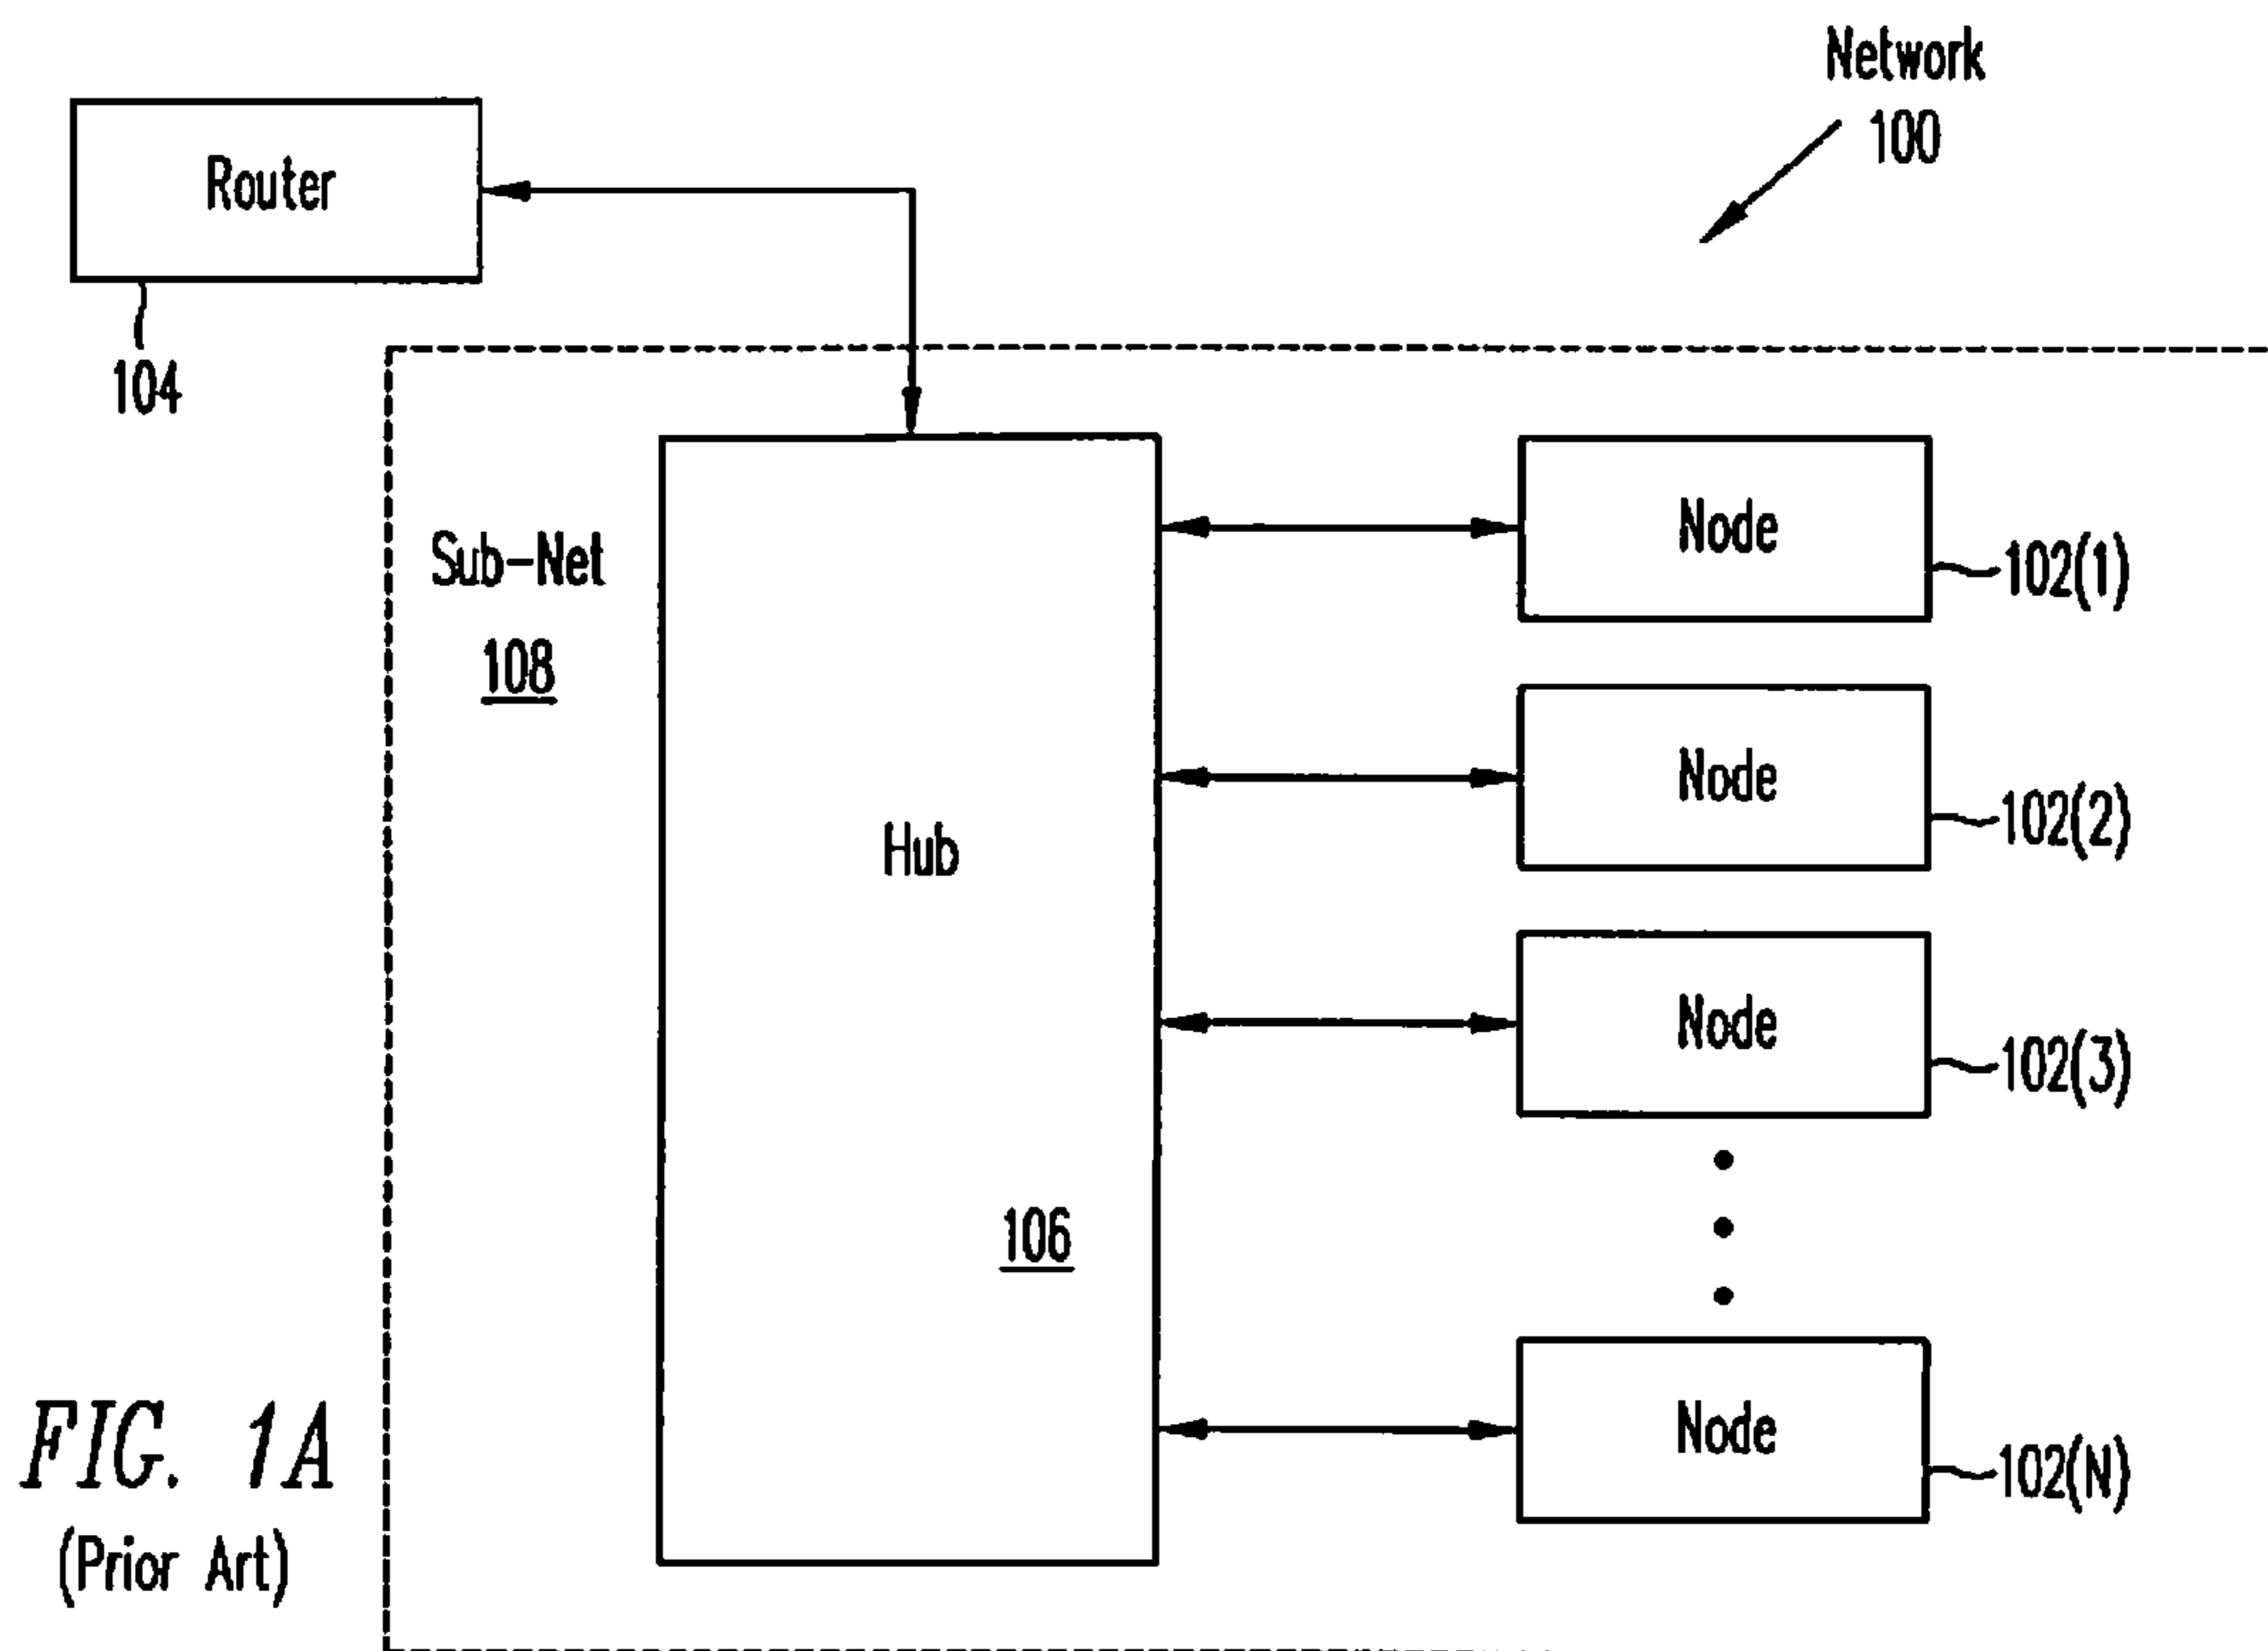 Network
100
Router
104
Sub-Net
108
Hub
106
Node
102(1)
Node
102(2)
Node
102(3)
Node
102(N)
FIG. 1A
(Prior Art)